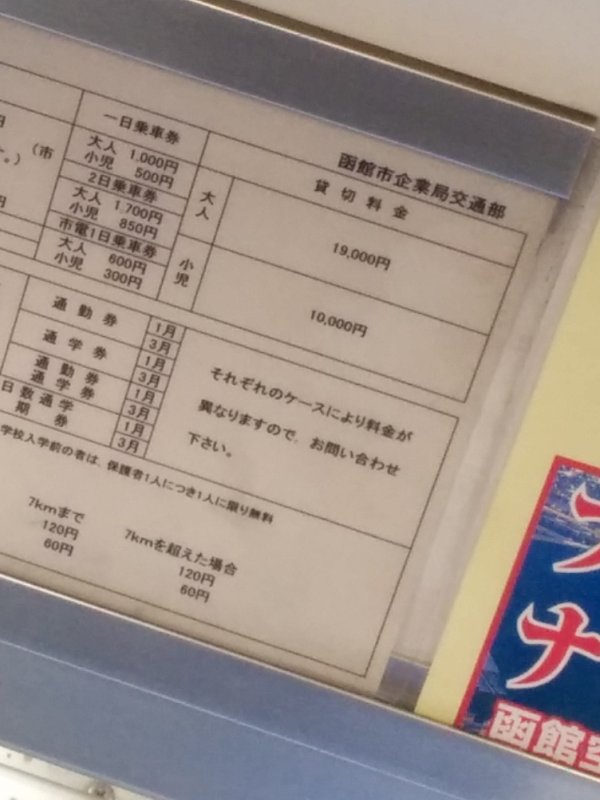 函館市企業局交通部
一日乗車券
貸切料金
(市
。)
大人 1,000円
小児 500円
2日乗車券
大人 1,700円
小児 850円
市電1日乗車券
大人 600円
小児 300円
大人
19,000円
小児
10,000円
通勤券
1月
3月
通学券
1月
3月
通勤券
通学券
1月
3月
日数通学
期券
1月
3月
それぞれのケースにより料金が
異なりますので、お問い合わせ
下さい。
学校入学前の者は、保護者1人につき1人に限り無料
7kmまで
120円
60円
7kmを超えた場合
120円
60円
ナ
函館空